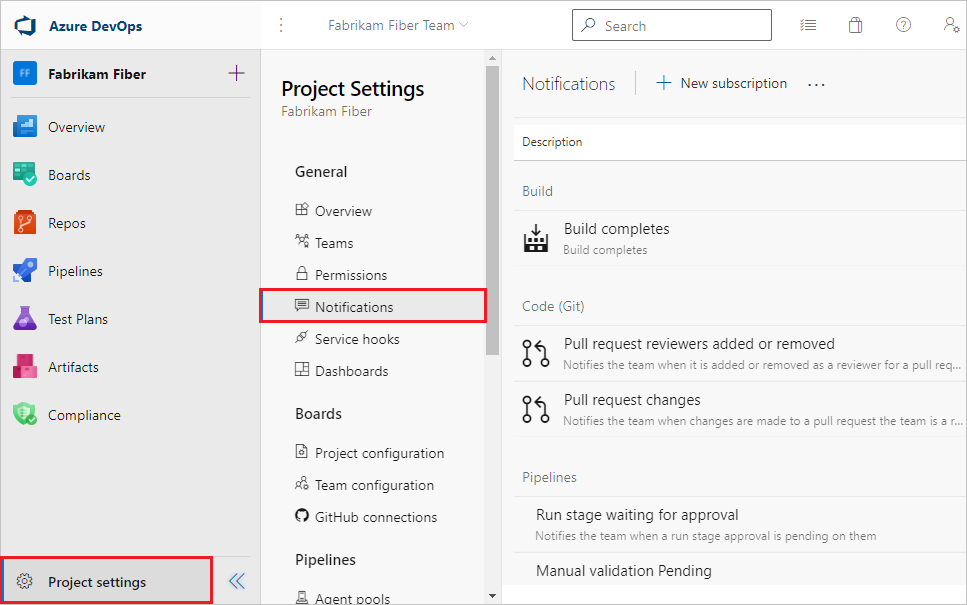 Azure DevOps
Fabrikam Fiber Team
Search
FF
Fabrikam Fiber
Overview
Boards
Repos
Pipelines
Test Plans
Artifacts
Compliance
Project settings
Project Settings
Fabrikam Fiber
General
Overview
Teams
Permissions
Notifications
Service hooks
Dashboards
Boards
Project configuration
Team configuration
GitHub connections
Pipelines
Agent pools
Notifications
New subscription
Description
Build
Build completes
Build completes
Code (Git)
Pull request reviewers added or removed
Notifies the team when it is added or removed as a reviewer for a pull req...
Pull request changes
Notifies the team when changes are made to a pull request the team is a r...
Pipelines
Run stage waiting for approval
Notifies the team when a run stage approval is pending on them
Manual validation Pending